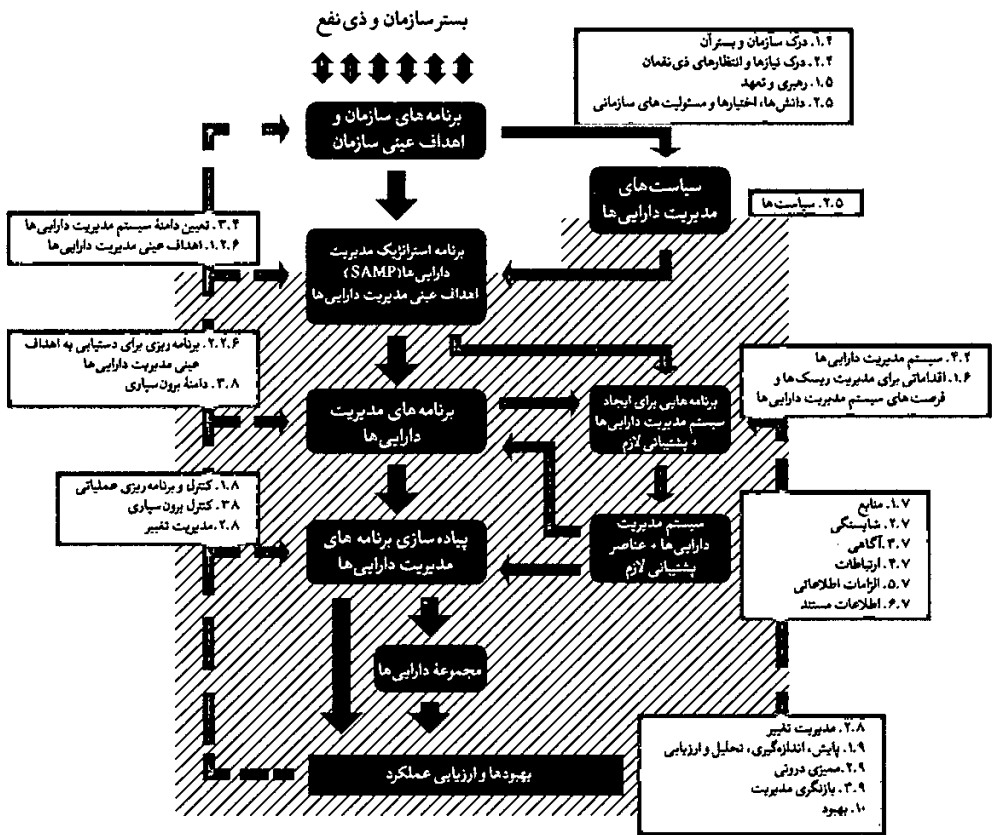 بستر سازمان و ذی نفع
۱.۴. درک سازمان و بستر آن
۲.۴. درک نیازها و انتظارهای ذی نفعان
۱.۵. رهبری و تعهد
۲.۵. دانش‌ها، اختیارها و مسئولیت های سازمانی
برنامه های سازمان و
اهداف عینی سازمان
سیاست های
مدیریت دارایی‌ها
۲.۵. سیاست‌ها
۳.۴. تعیین دامنهٔ سیستم مدیریت دارایی‌ها
۱.۲.۶. اهداف عینی مدیریت دارایی‌ها
برنامه استراتژیک مدیریت
دارایی‌ها (SAMP)
اهداف عینی مدیریت دارایی‌ها
۲.۲.۶. برنامه ریزی برای دستیابی به اهداف
عینی مدیریت دارایی‌ها
۳.۸. دامنهٔ برون سپاری
۴.۴. سیستم مدیریت دارایی‌ها
۱.۶. اقداماتی برای مدیریت ریسک‌ها و
فرصت های سیستم مدیریت دارایی‌ها
برنامه های مدیریت
دارایی‌ها
برنامه‌هایی برای ایجاد
سیستم مدیریت دارایی‌ها
+ پشتیبانی لازم
۱.۸. کنترل و برنامه ریزی عملیاتی
۳۸. کنترل برون سپاری
۲.۸. مدیریت تغییر
پیاده سازی برنامه های
مدیریت دارایی‌ها
سیستم مدیریت
دارایی‌ها + عناصر
پشتیبانی لازم
۱.۷. منابع
۲.۷. شایستگی
۳.۷. آگاهی
۴.۷. ارتباطات
۵.۷. الزامات اطلاعاتی
۶.۷. اطلاعات مستند
مجموعهٔ دارایی‌ها
بهبودها و ارزیابی عملکرد
۲.۸. مدیریت تغییر
۱.۹. پایش، اندازه‌گیری، تحلیل و ارزیابی
۲.۹. ممیزی درونی
۳.۹. بازنگری مدیریت
۱۰. بهبود